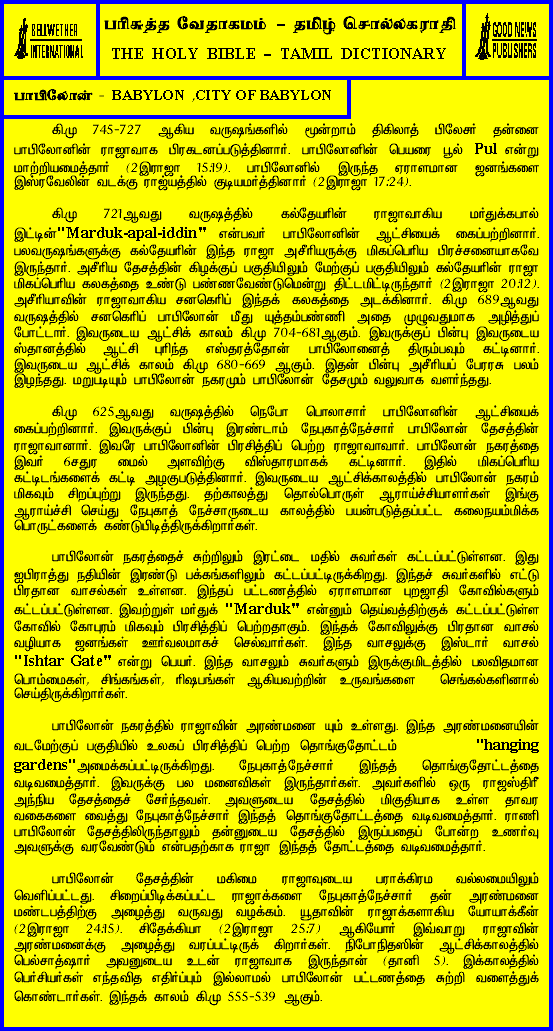 BELLWETHER
INTERNATIONAL
பரிசுத்த வேதாகமம் - தமிழ் சொல்லகராதி
THE HOLY BIBLE - TAMIL DICTIONARY
GOOD NEWS
PUBLISHERS
பாபிலோன் - BABYLON ,CITY OF BABYLON
கி.மு 745-727 ஆகிய வருஷங்களில் மூன்றாம் திகிலாத் பிலேசர் தன்னை
பாபிலோனின் ராஜாவாக பிரகடனப்படுத்தினார். பாபிலோனின் பெயரை பூல் Pul என்று
மாற்றியமைத்தார் (2இராஜா 15:19). பாபிலோனில் இருந்த ஏராளமான ஜனங்களை
இஸ்ரவேலின் வடக்கு ராஜ்யத்தில் குடியமர்த்தினார் (2இராஜா 17:24).
கி.மு 721ஆவது வருஷத்தில் கல்தேயரின் ராஜாவாகிய மர்துக்கபால்
இட்டின்"Marduk-apal-iddin" என்பவர் பாபிலோனின் ஆட்சியைக் கைப்பற்றினார்.
பலவருஷங்களுக்கு கல்தேயரின் இந்த ராஜா அசீரியருக்கு மிகப்பெரிய பிரச்சனையாகவே
இருந்தார். அசீரிய தேசத்தின் கிழக்குப் பகுதியிலும் மேற்குப் பகுதியிலும் கல்தேயரின் ராஜா
மிகப்பெரிய கலகத்தை உண்டு பண்ணவேண்டுமென்று திட்டமிட்டிருந்தார் (2இராஜா 20:12).
அசீரியாவின் ராஜாவாகிய சனகெரிப் இந்தக் கலகத்தை அடக்கினார். கி.மு 689ஆவது
வருஷத்தில் சனகெரிப் பாபிலோன் மீது யுத்தம்பண்ணி அதை முழுவதுமாக அழித்துப்
போட்டார். இவருடைய ஆட்சிக் காலம் கி.மு 704-681ஆகும். இவருக்குப் பின்பு இவருடைய
ஸ்தானத்தில் ஆட்சி புரிந்த எஸ்தரத்தோன் பாபிலோனைத் திரும்பவும் கட்டினார்.
இவருடைய ஆட்சிக் காலம் கி.மு 680-669 ஆகும். இதன் பின்பு அசீரியப் பேரரசு பலம்
இழந்தது. மறுபடியும் பாபிலோன் நகரமும் பாபிலோன் தேசமும் வலுவாக வளர்ந்தது.
கி.மு 625ஆவது வருஷத்தில் நெபோ பொலாசார் பாபிலோனின் ஆட்சியைக்
கைப்பற்றினார். இவருக்குப் பின்பு இரண்டாம் நேபுகாத்நேச்சார் பாபிலோன் தேசத்தின்
ராஜாவானார். இவரே பாபிலோனின் பிரசித்திப் பெற்ற ராஜாவாவார். பாபிலோன் நகரத்தை
இவர் 6சதுர மைல் அளவிற்கு விஸ்தாரமாகக் கட்டினார். இதில் மிகப்பெரிய
கட்டிடங்களைக் கட்டி அழகுபடுத்தினார். இவருடைய ஆட்சிக்காலத்தில் பாபிலோன் நகரம்
மிகவும் சிறப்புற்று இருந்தது. தற்காலத்து தொல்பொருள் ஆராய்ச்சியாளர்கள் இங்கு
ஆராய்ச்சி செய்து நேபுகாத் நேச்சாருடைய காலத்தில் பயன்படுத்தப்பட்ட கலைநயம்மிக்க
பொருட்களைக் கண்டுபிடித்திருக்கிறார்கள்.
பாபிலோன் நகரத்தைச் சுற்றிலும் இரட்டை மதில் சுவர்கள் கட்டப்பட்டுள்ளன. இது
ஐபிராத்து நதியின் இரண்டு பக்கங்களிலும் கட்டப்பட்டிருக்கிறது. இந்தச் சுவர்களில் எட்டு
பிரதான வாசல்கள் உள்ளன. இந்தப் பட்டணத்தில் ஏராளமான புறஜாதி கோவில்களும்
கட்டப்பட்டுள்ளன. இவற்றுள் மர்துக் "Marduk" என்னும் தெய்வத்திற்குக் கட்டப்பட்டுள்ள
கோவில் கோபுரம் மிகவும் பிரசித்திப் பெற்றதாகும். இந்தக் கோவிலுக்கு பிரதான வாசல்
வழியாக ஜனங்கள் ஊர்வலமாகச் செல்வார்கள். இந்த வாசலுக்கு இஸ்டார் வாசல்
"Ishtar Gate" என்று பெயர். இந்த வாசலும் சுவர்களும் இருக்குமிடத்தில் பலவிதமான
பொம்மைகள், சிங்கங்கள், ரிஷபங்கள் ஆகியவற்றின் உருவங்களை செங்கல்களினால்
செய்திருக்கிறார்கள்.
பாபிலோன் நகரத்தில் ராஜாவின் அரண்மனை யும் உள்ளது. இந்த அரண்மனையின்
வடமேற்குப் பகுதியில் உலகப் பிரசித்திப் பெற்ற தொங்குதோட்டம் "hanging
gardens"அமைக்கப்பட்டிருக்கிறது. நேபுகாத்நேச்சார் இந்தத் தொங்குதோட்டத்தை
வடிவமைத்தார். இவருக்கு பல மனைவிகள் இருந்தார்கள். அவர்களில் ஒரு ராஜஸ்திரீ
அந்நிய தேசத்தைச் சேர்ந்தவள். அவளுடைய தேசத்தில் மிகுதியாக உள்ள தாவர
வகைகளை வைத்து நேபுகாத்நேச்சார் இந்தத் தொங்குதோட்டத்தை வடிவமைத்தார். ராணி
பாபிலோன் தேசத்திலிருந்தாலும் தன்னுடைய தேசத்தில் இருப்பதைப் போன்ற உணர்வு
அவளுக்கு வரவேண்டும் என்பதற்காக ராஜா இந்தத் தோட்டத்தை வடிவமைத்தார்.
பாபிலோன் தேசத்தின் மகிமை ராஜாவுடைய பராக்கிரம வல்லமையிலும்
வெளிப்பட்டது. சிறைப்பிடிக்கப்பட்ட ராஜாக்களை நேபுகாத்நேச்சார் தன் அரண்மனை
மண்டபத்திற்கு அழைத்து வருவது வழக்கம். யூதாவின் ராஜாக்களாகிய யோயாக்கீன்
(2இராஜா 24:15). சிதேக்கியா (2இராஜா 25:7) ஆகியோர் இவ்வாறு ராஜாவின்
அரண்மனைக்கு அழைத்து வரப்பட்டிருக் கிறார்கள். நிபோநிதஸின் ஆட்சிக்காலத்தில்
பெல்சாத்ஷார் அவனுடைய உடன் ராஜாவாக இருந்தான் (தானி 5). இக்காலத்தில்
பெர்சியர்கள் எந்தவித எதிர்ப்பும் இல்லாமல் பாபிலோன் பட்டணத்தை சுற்றி வளைத்துக்
கொண்டார்கள். இந்தக் காலம் கி.மு 555-539 ஆகும்.